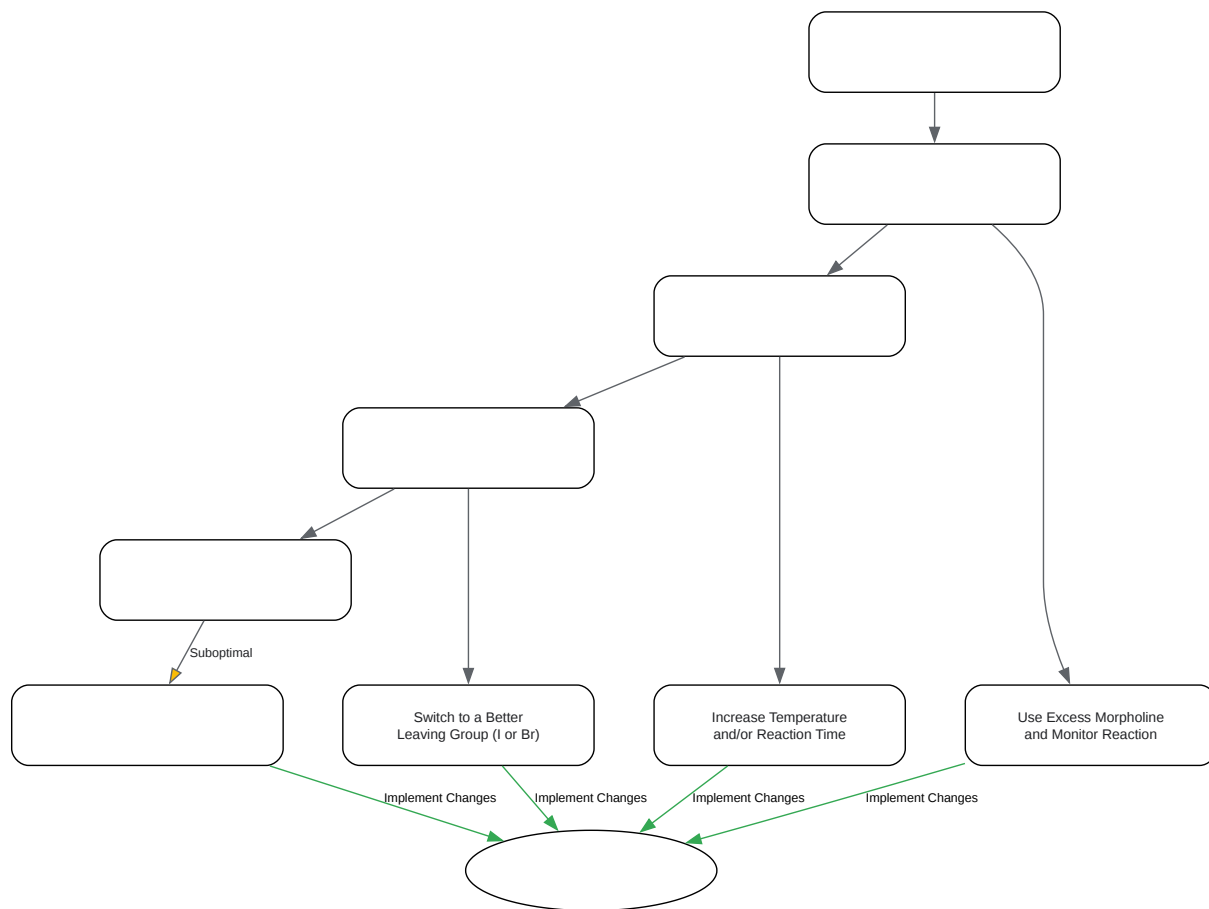 Suboptimal
Switch to a Better
Leaving Group (I or Br)
Increase Temperature
and/or Reaction Time
Use Excess Morpholine
and Monitor Reaction
Implement Changes
Implement Changes
Implement Changes
Implement Changes